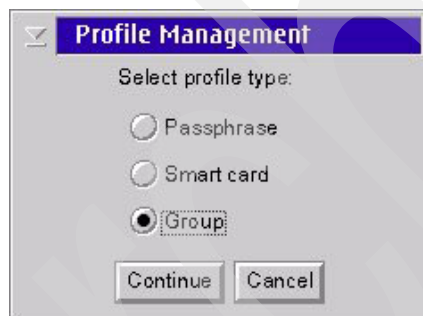 Profile Management
Select profile type:
Passphrase
Smart card
Group
Continue Cancel